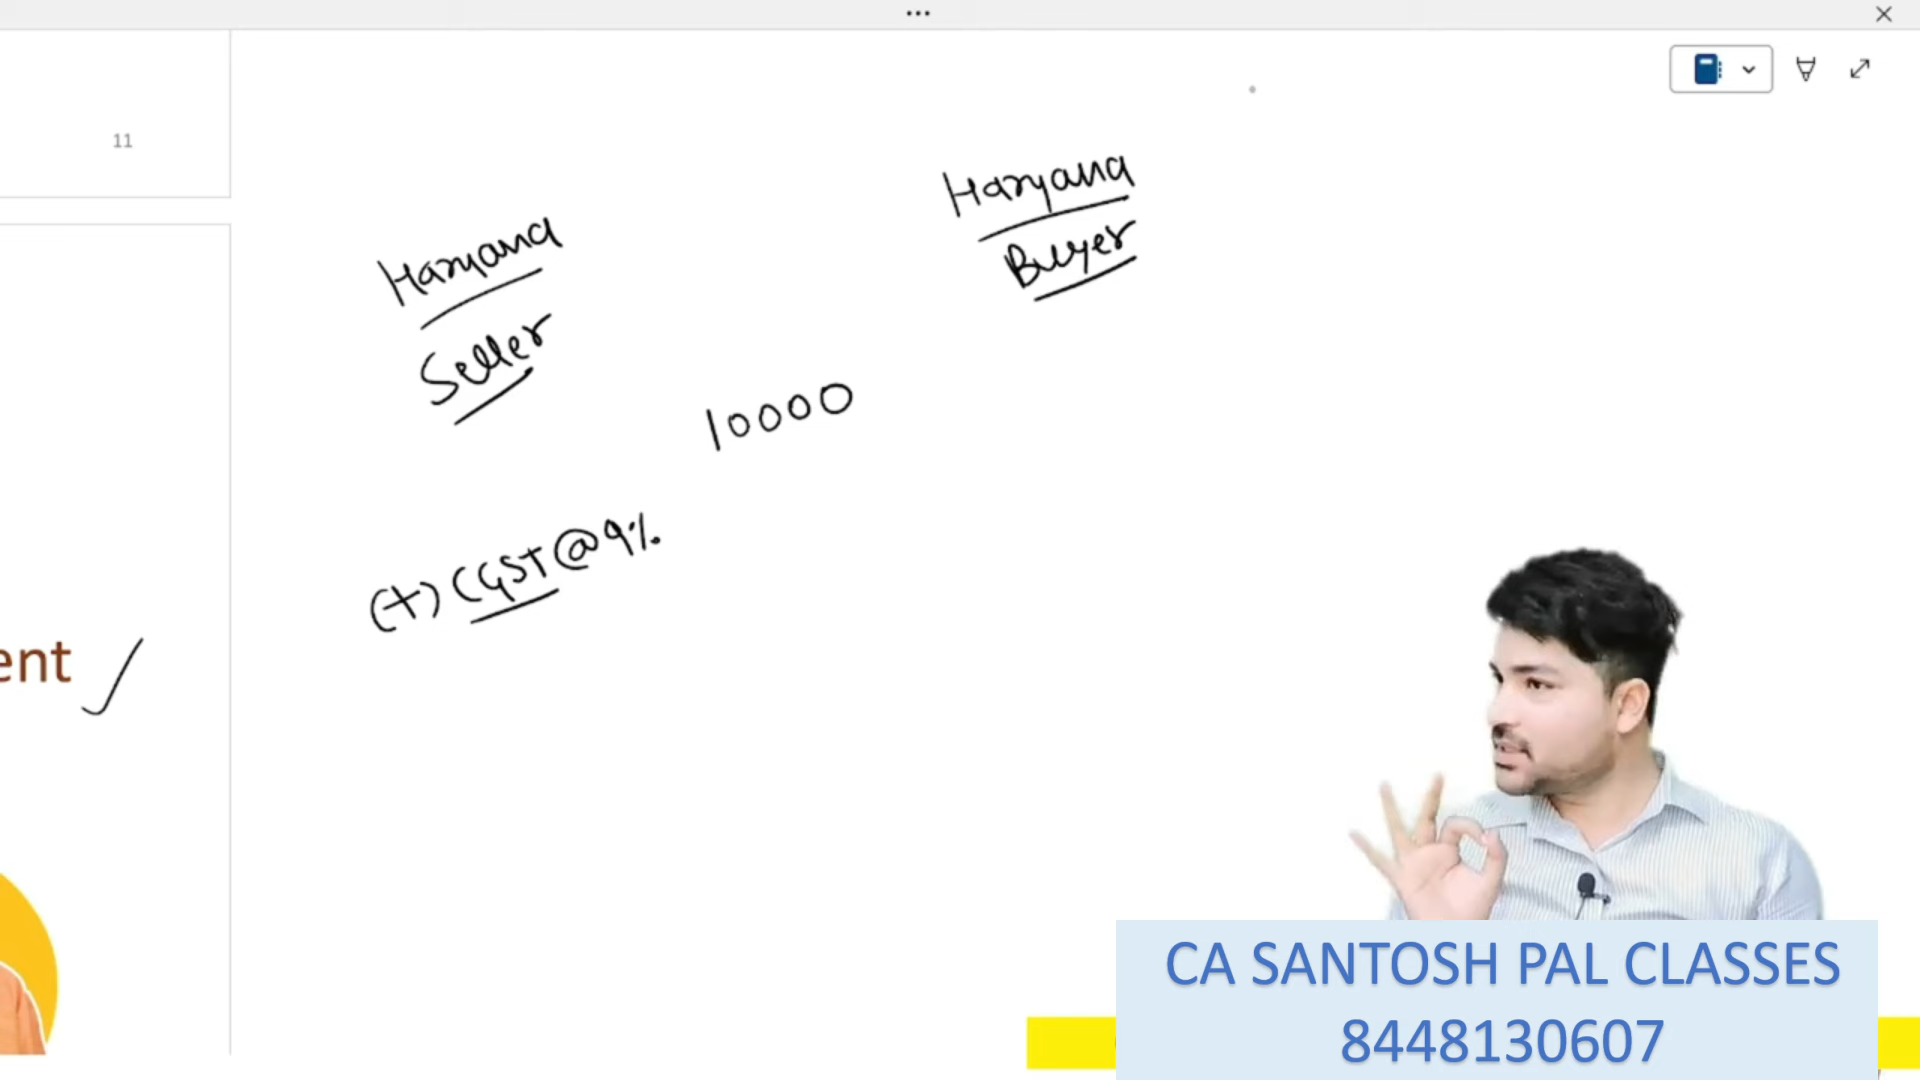 11
Haryana
Buyer
Haryana
Seller
10000
(+) CGST @ 9%
ent
CA SANTOSH PAL CLASSES
8448130607